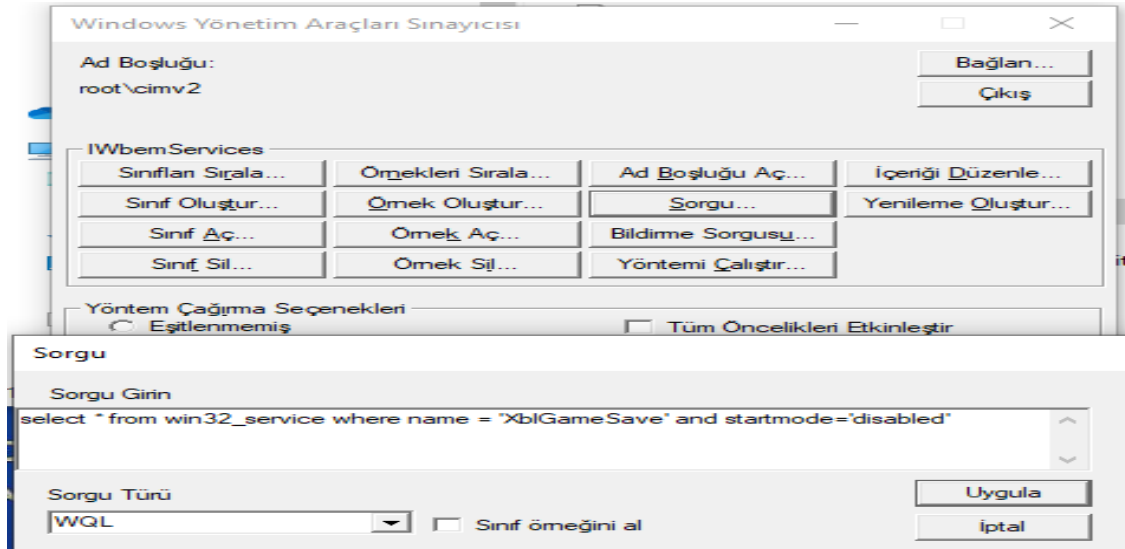 Windows Yönetim Araçları Sınayıcısı
Ad Boşluğu:
Bağlan...
root\cimv2
Çıkış
IWbemServices
Sınıfları Sırala... Örnekleri Sırala... Ad Boşluğu Aç... İçeriği Düzenle...
Sınıf Oluştur... Örnek Oluştur... Sorgu... Yenileme Oluştur...
Sınıf Aç... Örnek Aç... Bildirme Sorgusu...
Sınıf Sil... Örnek Sil... Yöntemi Çalıştır...
Yöntem Çağırma Seçenekleri
Eşitlenmemiş Tüm Öncelikleri Etkinleştir
Sorgu
Sorgu Girin
select * from win32_service where name = "XblGameSave" and startmode="disabled"
Sorgu Türü
Uygula
WQL Sınıf örneğini al
İptal